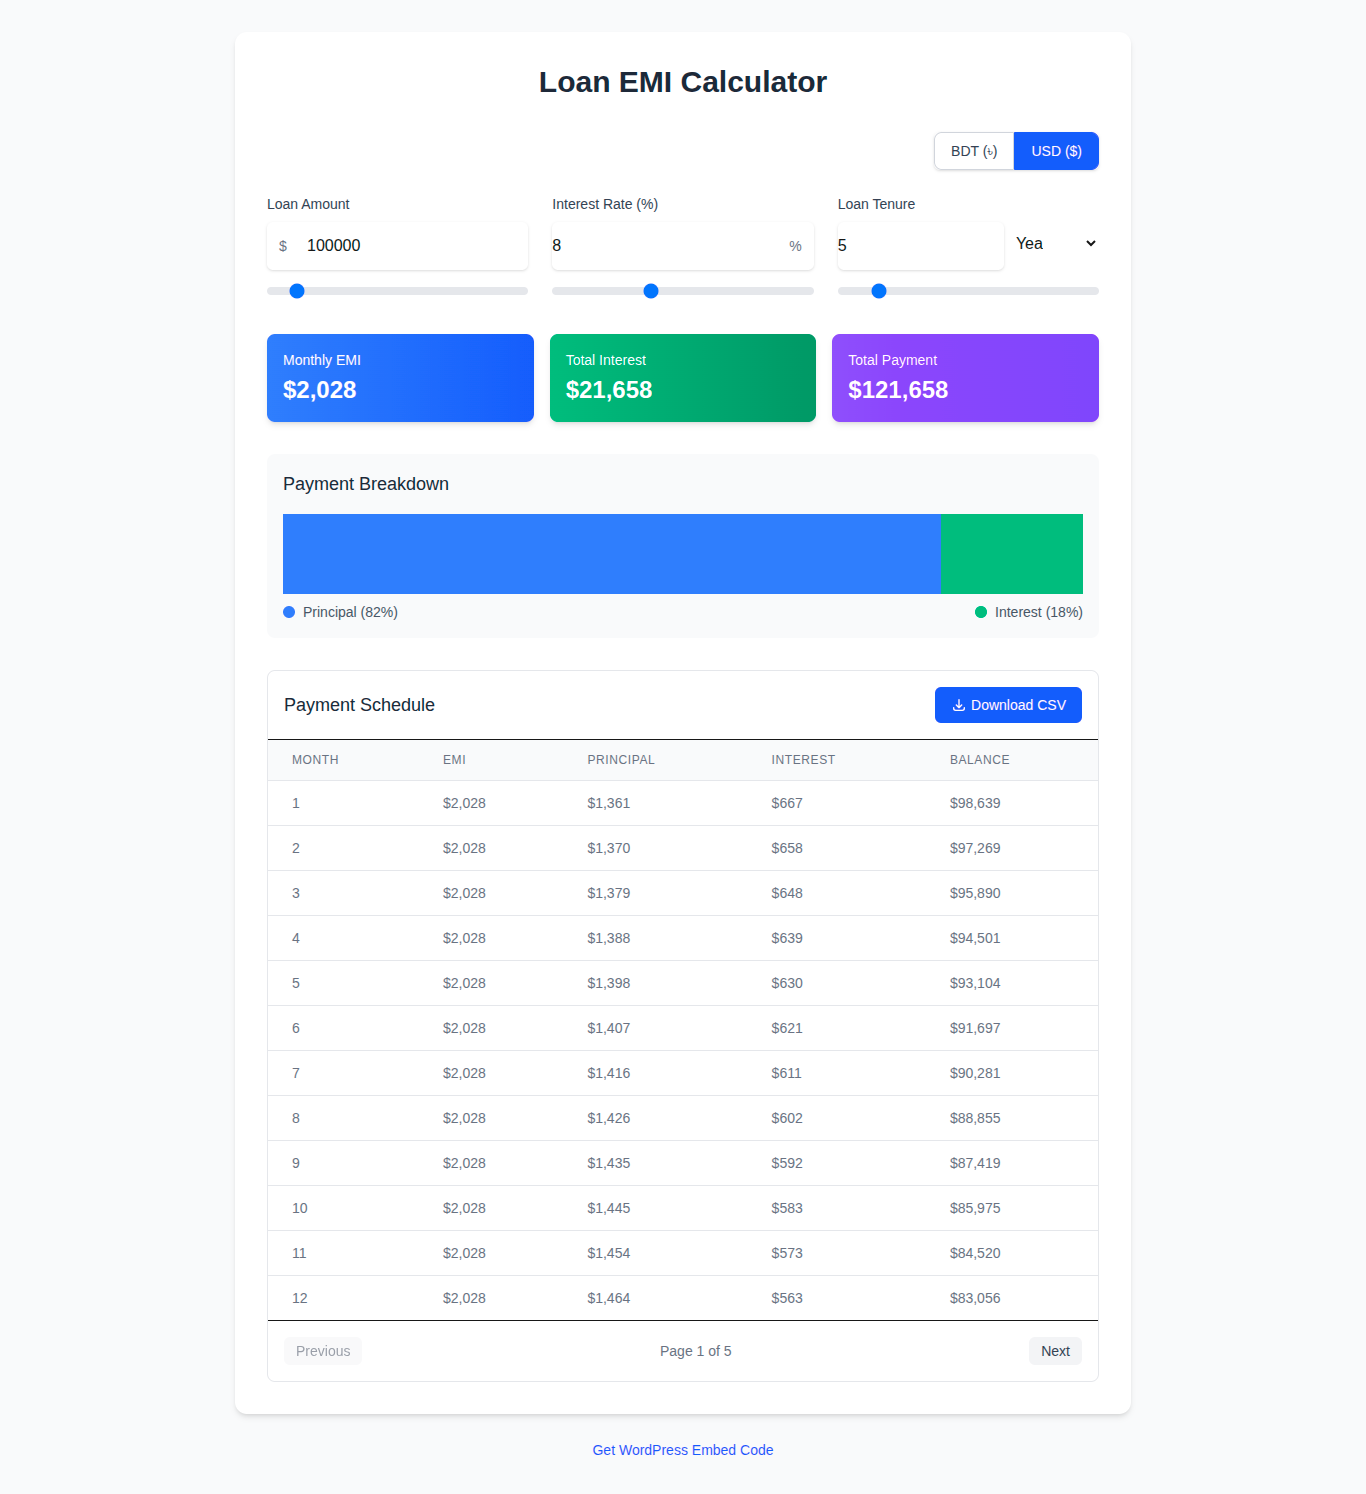 Loan EMI Calculator
BDT (৳) USD ($)
Loan Amount Interest Rate (%) Loan Tenure
$ 100000 8 % 5 Yea
Monthly EMI Total Interest Total Payment
$2,028 $21,658 $121,658
Payment Breakdown
Principal (82%) Interest (18%)
Payment Schedule Download CSV
MONTH EMI PRINCIPAL INTEREST BALANCE
1 $2,028 $1,361 $667 $98,639
2 $2,028 $1,370 $658 $97,269
3 $2,028 $1,379 $648 $95,890
4 $2,028 $1,388 $639 $94,501
5 $2,028 $1,398 $630 $93,104
6 $2,028 $1,407 $621 $91,697
7 $2,028 $1,416 $611 $90,281
8 $2,028 $1,426 $602 $88,855
9 $2,028 $1,435 $592 $87,419
10 $2,028 $1,445 $583 $85,975
11 $2,028 $1,454 $573 $84,520
12 $2,028 $1,464 $563 $83,056
Previous Page 1 of 5 Next
Get WordPress Embed Code